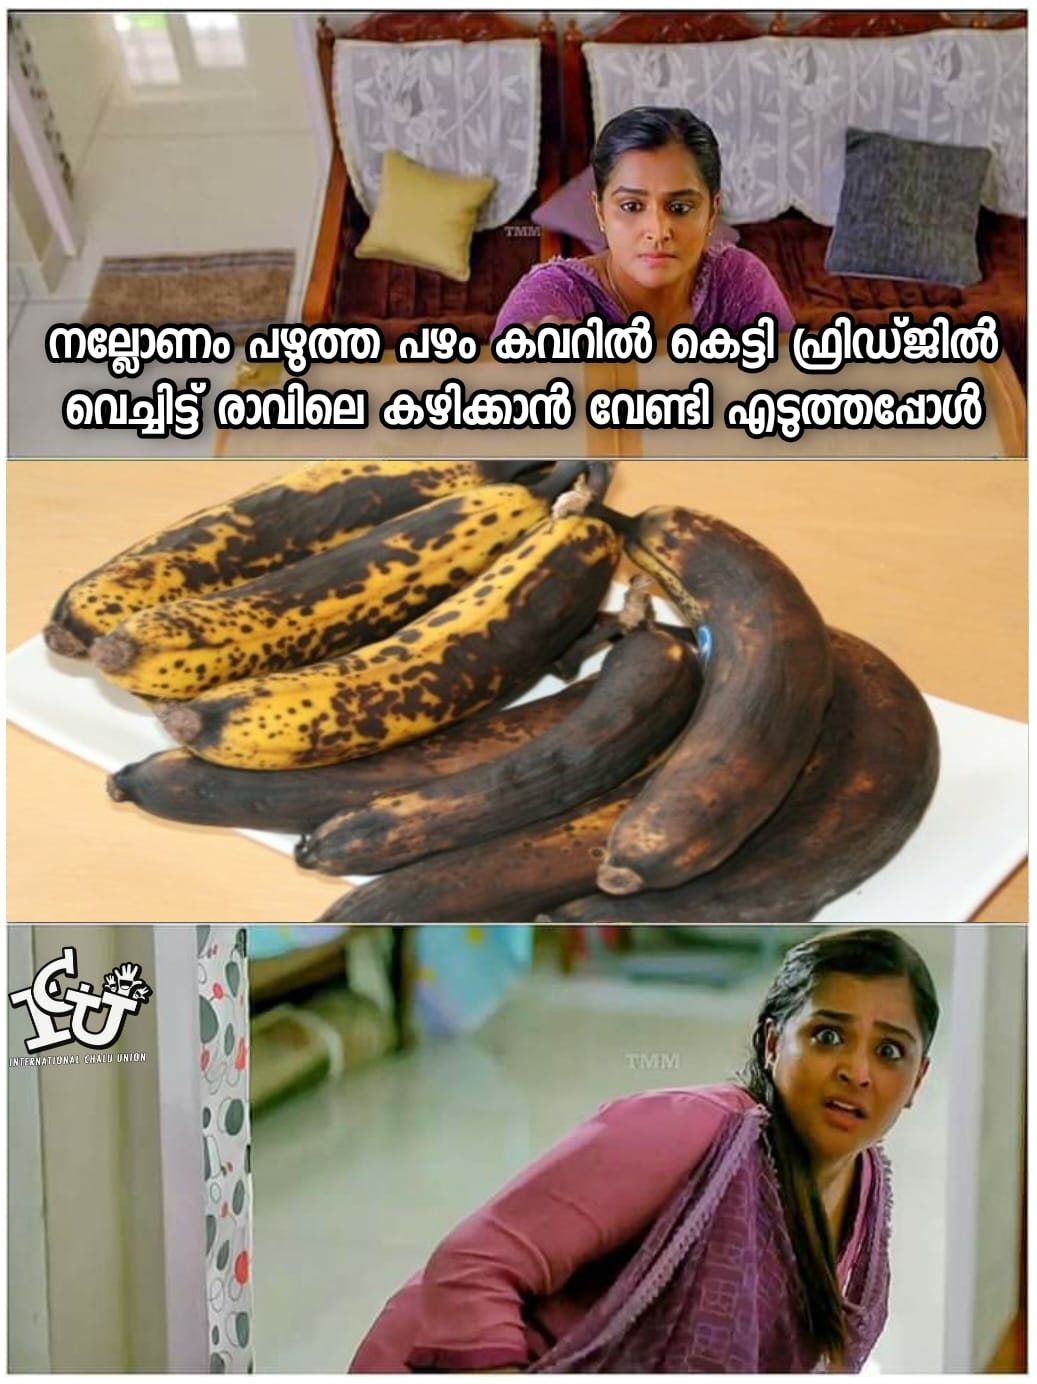 TMM
നല്ലോണം പഴുത്ത പഴം കവറിൽ കെട്ടി ഫ്രിഡ്ജിൽ
വെച്ചിട്ട് രാവിലെ കഴിക്കാൻ വേണ്ടി എടുത്തപ്പോൾ
ICU
INTERNATIONAL CHALU UNION
TMM